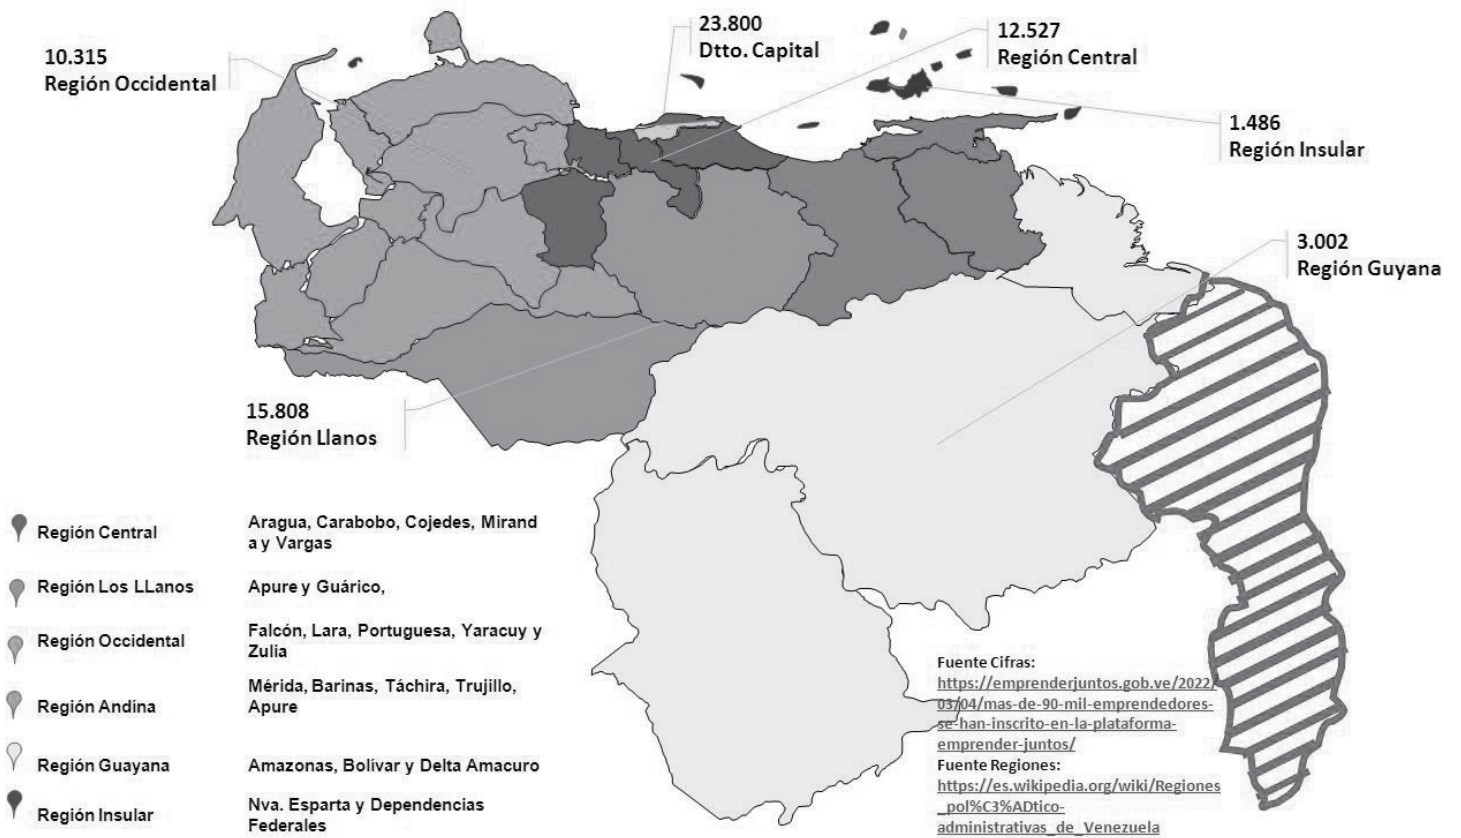 10.315
Región Occidental
23.800
Dtto. Capital
12.527
Región Central
1.486
Región Insular
3.002
Región Guyana
15.808
Región Llanos
Región Central
Aragua, Carabobo, Cojedes, Mirand
a y Vargas
Región Los LLanos
Apure y Guárico,
Región Occidental
Falcón, Lara, Portuguesa, Yaracuy y
Zulia
Región Andina
Mérida, Barinas, Táchira, Trujillo,
Apure
Región Guayana
Amazonas, Bolívar y Delta Amacuro
Región Insular
Nva. Esparta y Dependencias
Federales
Fuente Cifras:
https://emprenderjuntos.gob.ve/2022/
03/04/mas-de-90-mil-emprendedores-
se-han-inscrito-en-la-plataforma-
emprender-juntos/
Fuente Regiones:
https://es.wikipedia.org/wiki/Regiones
_pol%C3%ADtico-
administrativas_de_Venezuela